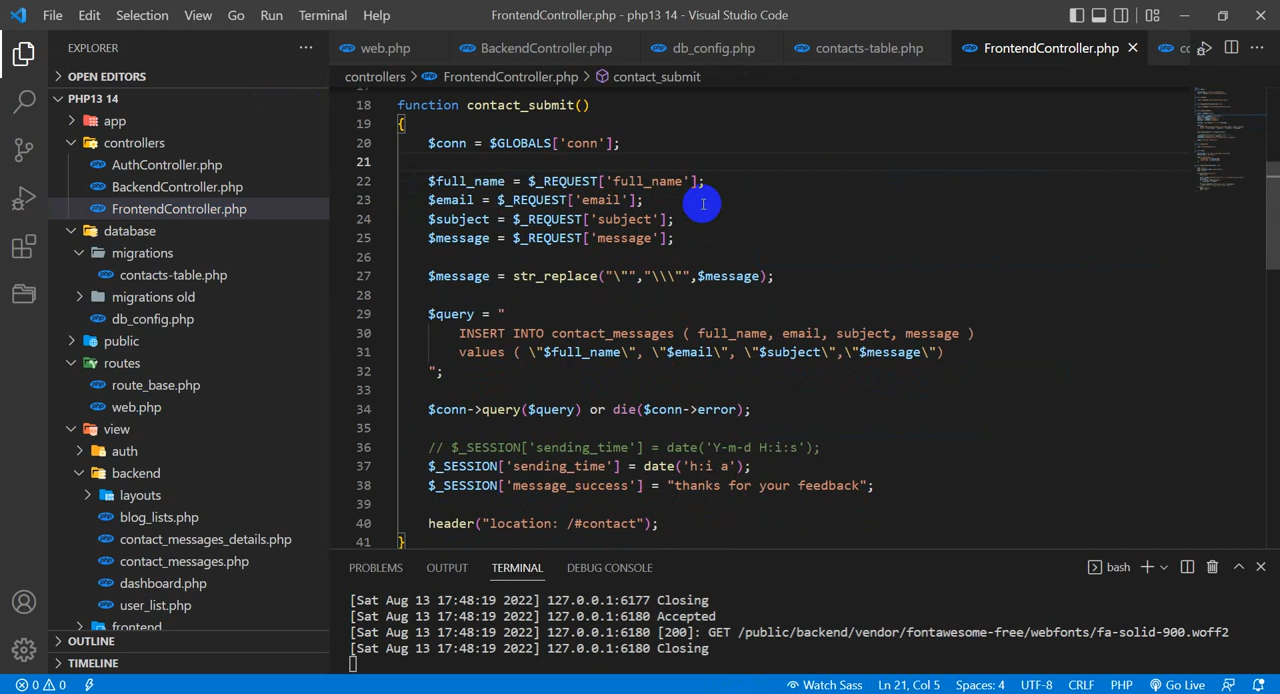 File Edit Selection View Go Run Terminal Help FrontendController.php - php13 14 - Visual Studio Code
EXPLORER
OPEN EDITORS
PHP13 14
app
controllers
AuthController.php
BackendController.php
FrontendController.php
database
migrations
contacts-table.php
migrations old
db_config.php
public
routes
route_base.php
web.php
view
auth
backend
layouts
blog_lists.php
contact_messages_details.php
contact_messages.php
dashboard.php
user_list.php
frontend
OUTLINE
TIMELINE
web.php BackendController.php db_config.php contacts-table.php FrontendController.php co
controllers > FrontendController.php > contact_submit
17
18 function contact_submit()
19 {
20 $conn = $GLOBALS['conn'];
21
22 $full_name = $_REQUEST['full_name'];
23 $email = $_REQUEST['email'];
24 $subject = $_REQUEST['subject'];
25 $message = $_REQUEST['message'];
26
27 $message = str_replace("\"","\\\"",$message);
28
29 $query = "
30 INSERT INTO contact_messages ( full_name, email, subject, message )
31 values ( \"$full_name\", \"$email\", \"$subject\",\"$message\")
32 ";
33
34 $conn->query($query) or die($conn->error);
35
36 // $_SESSION['sending_time'] = date('Y-m-d H:i:s');
37 $_SESSION['sending_time'] = date('h:i a');
38 $_SESSION['message_success'] = "thanks for your feedback";
39
40 header("location: /#contact");
41 }
PROBLEMS OUTPUT TERMINAL DEBUG CONSOLE bash
[Sat Aug 13 17:48:19 2022] 127.0.0.1:6177 Closing
[Sat Aug 13 17:48:19 2022] 127.0.0.1:6180 Accepted
[Sat Aug 13 17:48:19 2022] 127.0.0.1:6180 [200]: GET /public/backend/vendor/fontawesome-free/webfonts/fa-solid-900.woff2
[Sat Aug 13 17:48:19 2022] 127.0.0.1:6180 Closing
0 0 Watch Sass Ln 21, Col 5 Spaces: 4 UTF-8 CRLF PHP Go Live